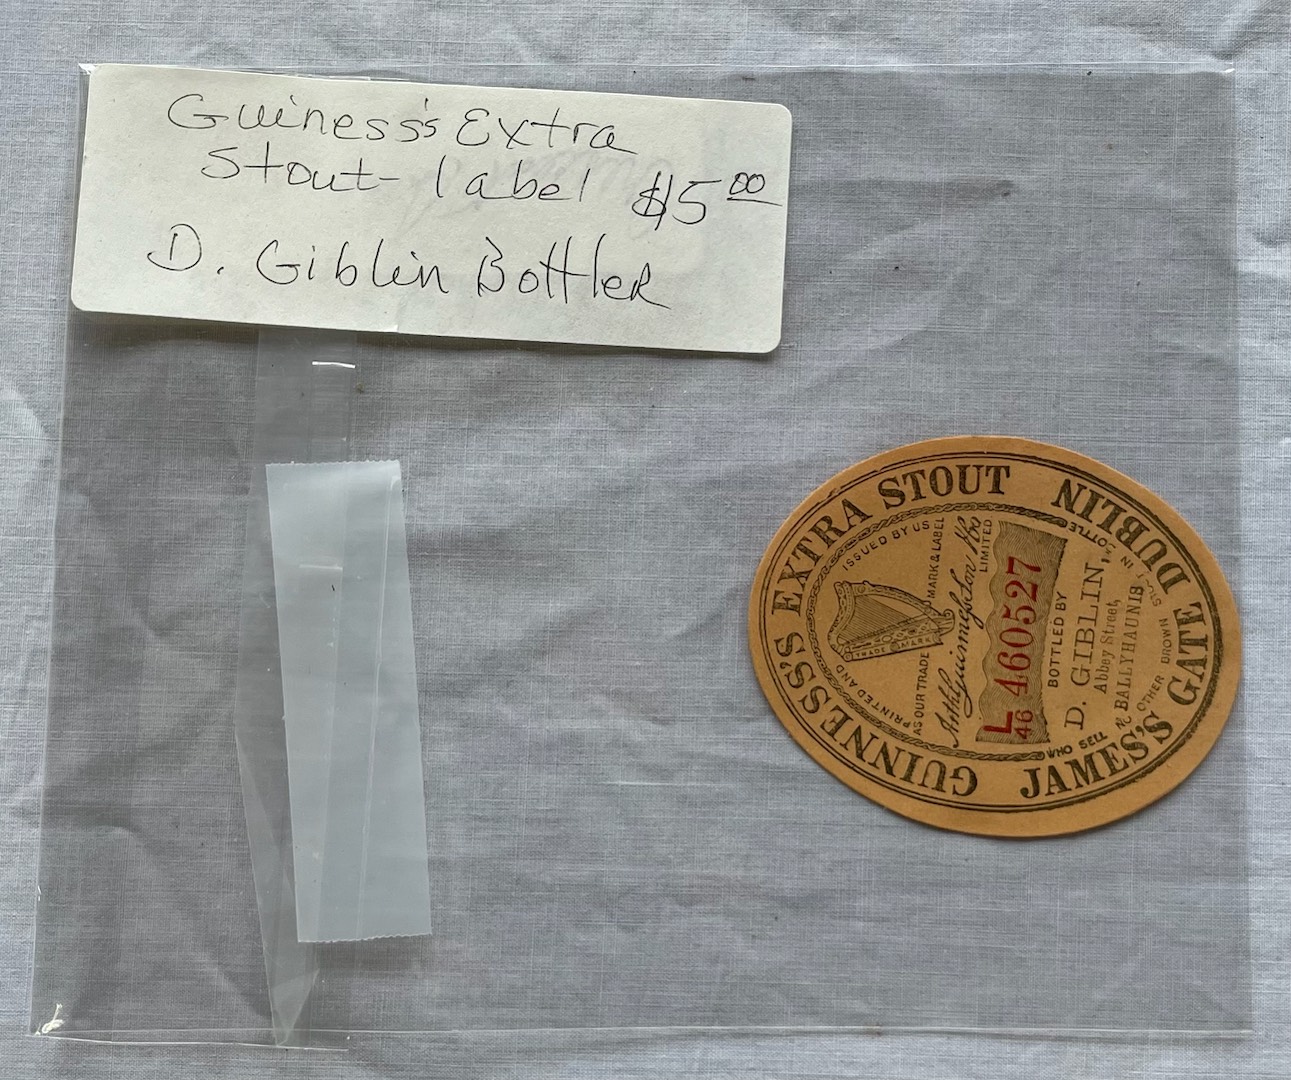 Guiness's Extra
Stout - label $5.00
D. Giblin Bottler
GUINNESS'S EXTRA STOUT
JAMES'S GATE DUBLIN
PRINTED AND ISSUED BY US
TRADE MARK
AS OUR TRADE MARK & LABEL
LIMITED
L
46 460527
BOTTLED BY
D. GIBLIN,
Abbey Street,
BALLYHAUNIS
WHO SELL
OTHER BROWN
IN BOTTLE